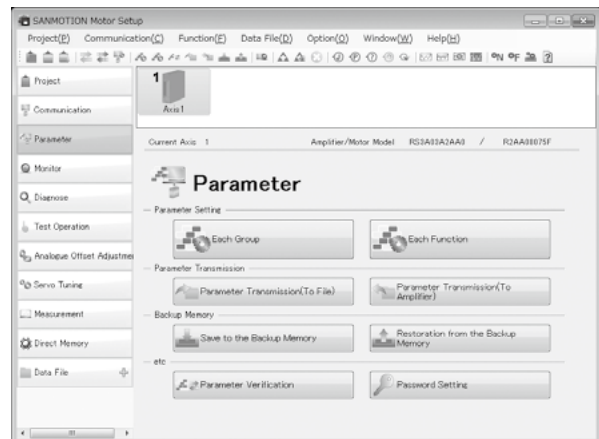 SANMOTION Motor Setup
Project(P) Communication(C) Function(F) Data File(D) Option(O) Window(W) Help(H)
Project
Communication
Parameter
Monitor
Diagnose
Test Operation
Analogue Offset Adjustmen
Servo Tuning
Measurement
Direct Memory
Data File
1
Axis1
Current Axis 1 Amplifier/Motor Model RS3A03A2AA0 / R2AA08075F
Parameter
Parameter Setting
Each Group
Each Function
Parameter Transmission
Parameter Transmission(To File)
Parameter Transmission(To Amplifier)
Backup Memory
Save to the Backup Memory
Restoration from the Backup Memory
etc
Parameter Verification
Password Setting